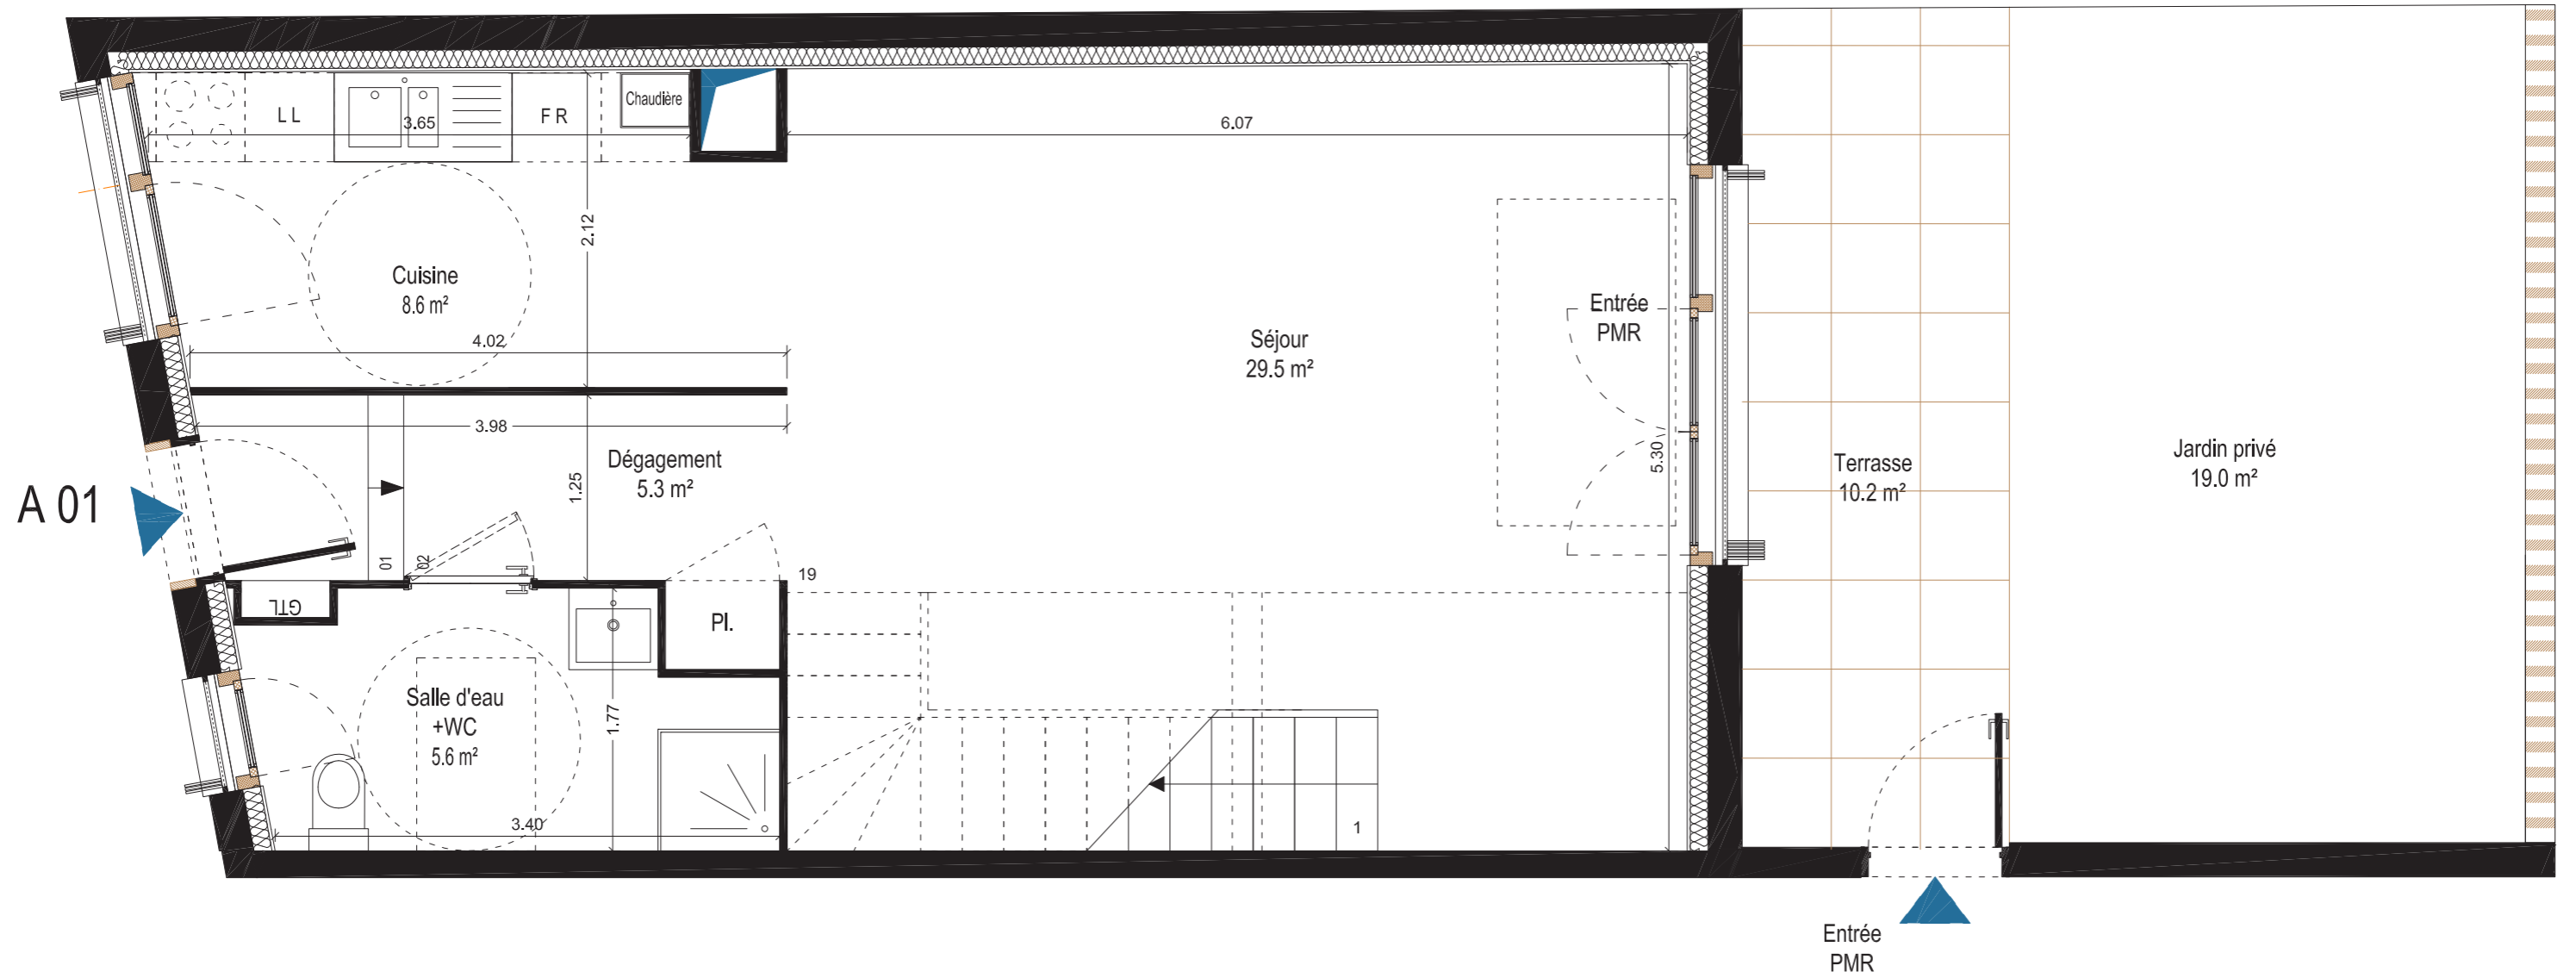 Chaudière
L L
3.65
F R
6.07
2.12
Cuisine
8.6 m²
Entrée
PMR
Séjour
29.5 m²
4.02
3.98
Dégagement
5.3 m²
1.25
5.30
Terrasse
10.2 m²
Jardin privé
19.0 m²
A 01
01
02
19
GTL
Pl.
Salle d'eau
+WC
5.6 m²
1.77
3.40
1
Entrée
PMR